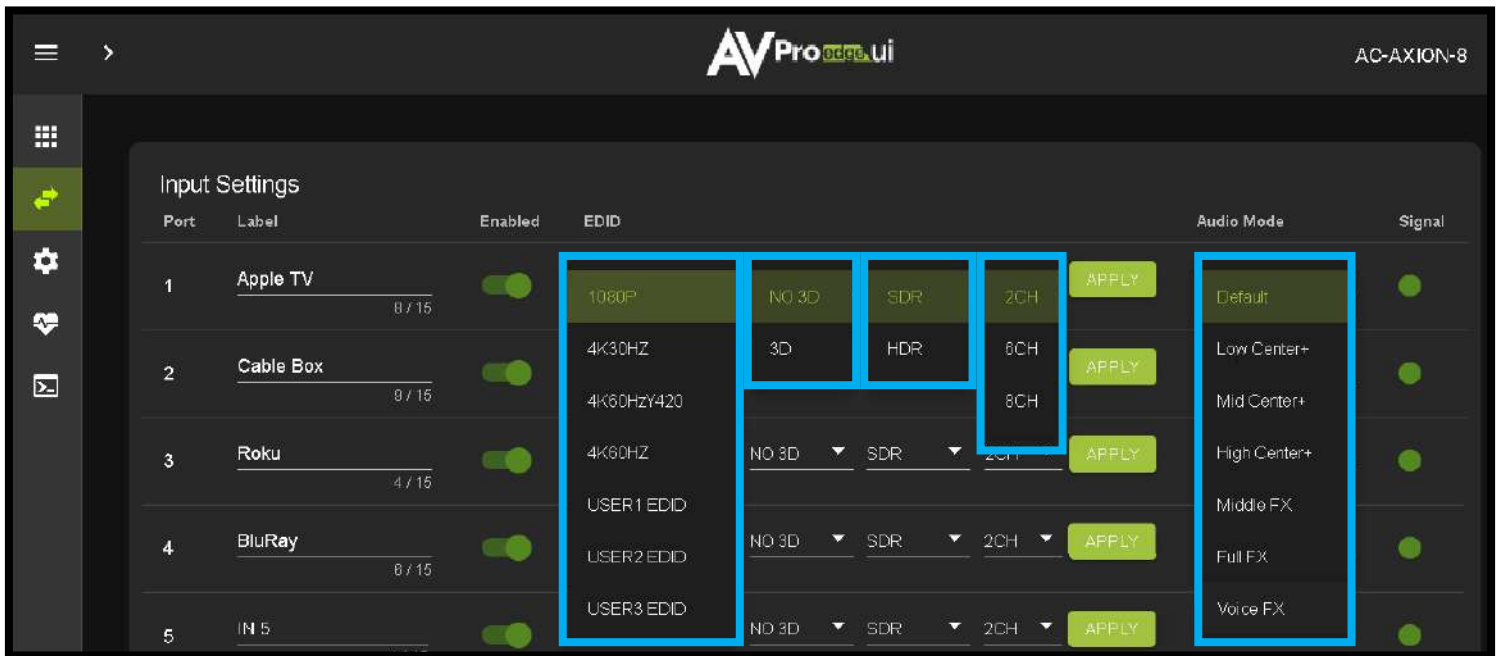 AVPro edge.ui
AC-AXION-8
Input Settings
Port Label Enabled EDID Audio Mode Signal
1 Apple TV 1080P NO 3D SDR 2CH APPLY Default
8 / 15
4K30HZ 3D HDR 6CH Low Center+
2 Cable Box APPLY
9 / 15
4K60HzY420 8CH Mid Center+
3 Roku 4K60HZ NO 3D SDR 2CH APPLY High Center+
4 / 15
USER1 EDID Middle FX
4 BluRay NO 3D SDR 2CH APPLY
6 / 15
USER2 EDID Full FX
USER3 EDID Voice FX
5 IN 5 NO 3D SDR 2CH APPLY